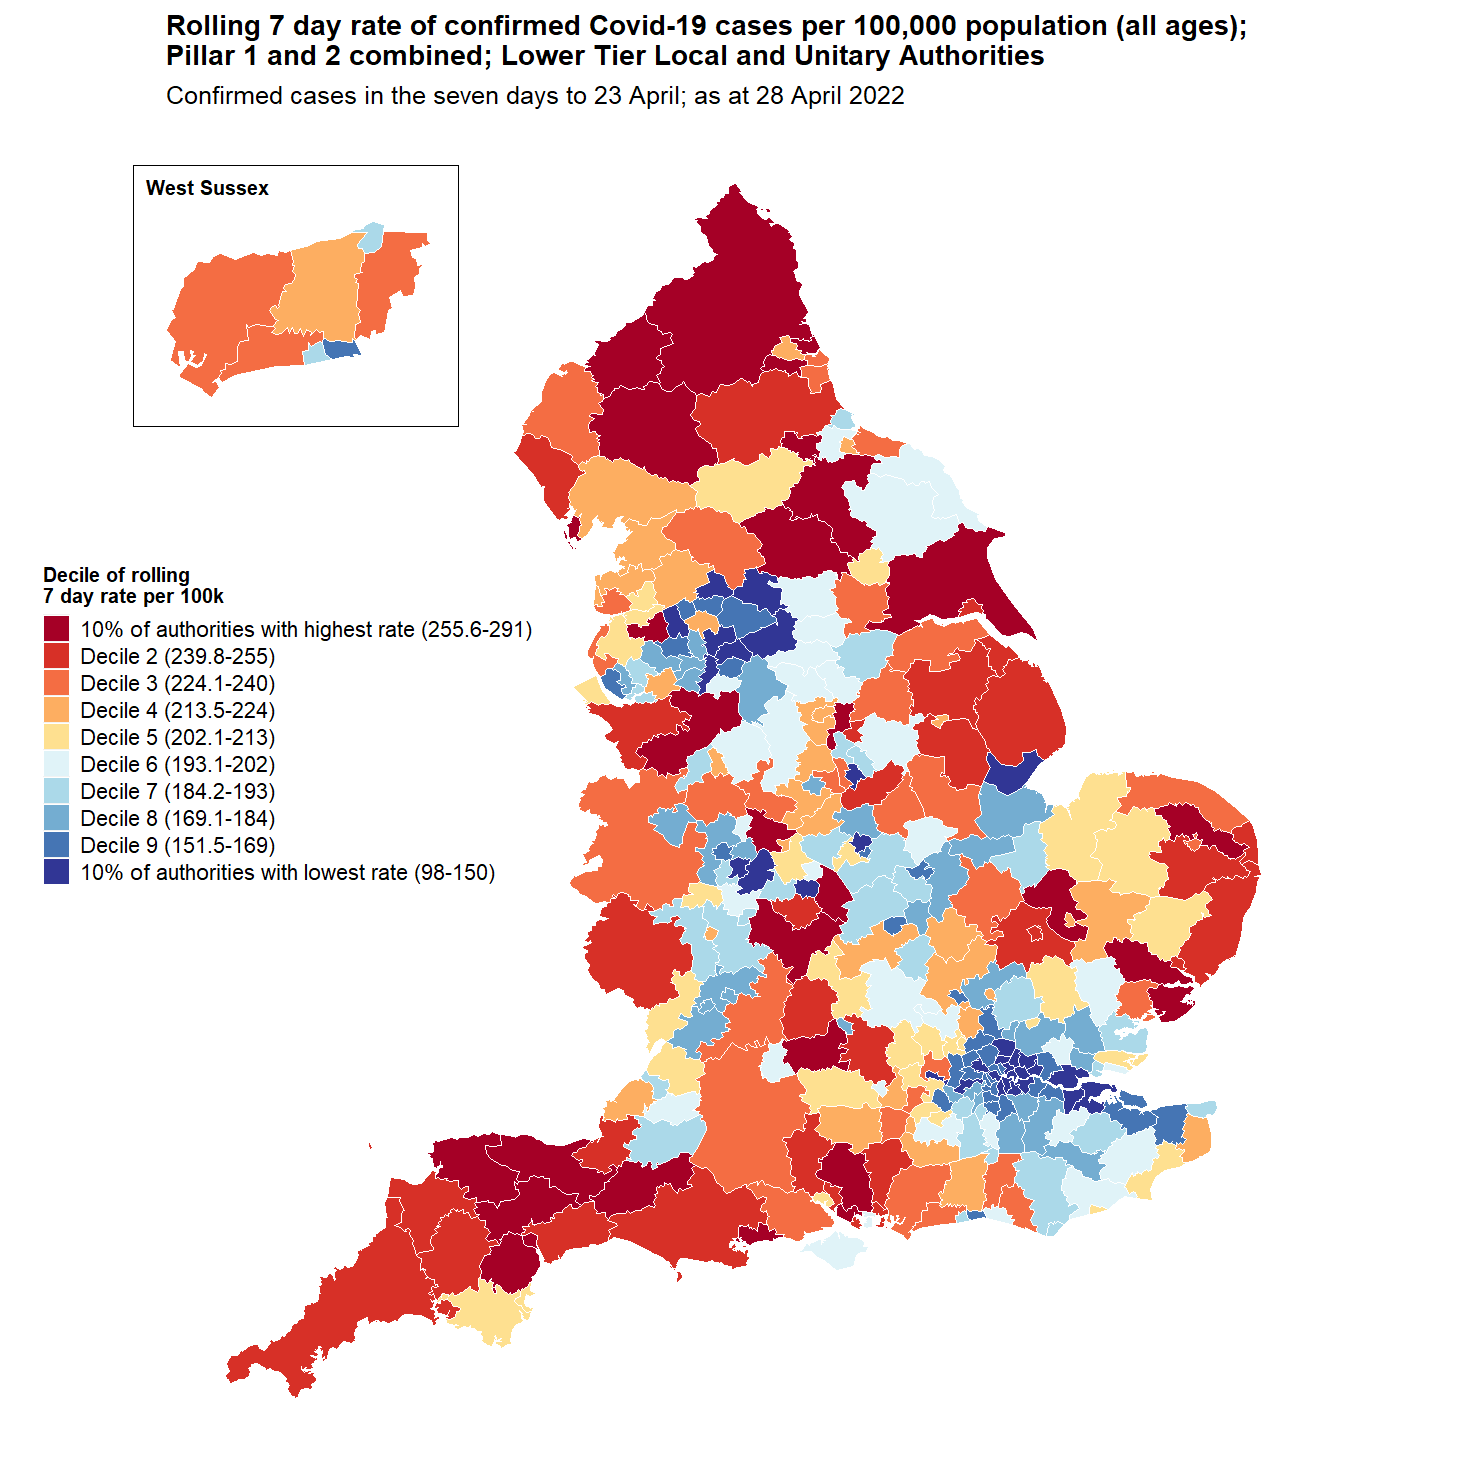 Rolling 7 day rate of confirmed Covid-19 cases per 100,000 population (all ages);
Pillar 1 and 2 combined; Lower Tier Local and Unitary Authorities
Confirmed cases in the seven days to 23 April; as at 28 April 2022
West Sussex
Decile of rolling
7 day rate per 100k
10% of authorities with highest rate (255.6-291)
Decile 2 (239.8-255)
Decile 3 (224.1-240)
Decile 4 (213.5-224)
Decile 5 (202.1-213)
Decile 6 (193.1-202)
Decile 7 (184.2-193)
Decile 8 (169.1-184)
Decile 9 (151.5-169)
10% of authorities with lowest rate (98-150)